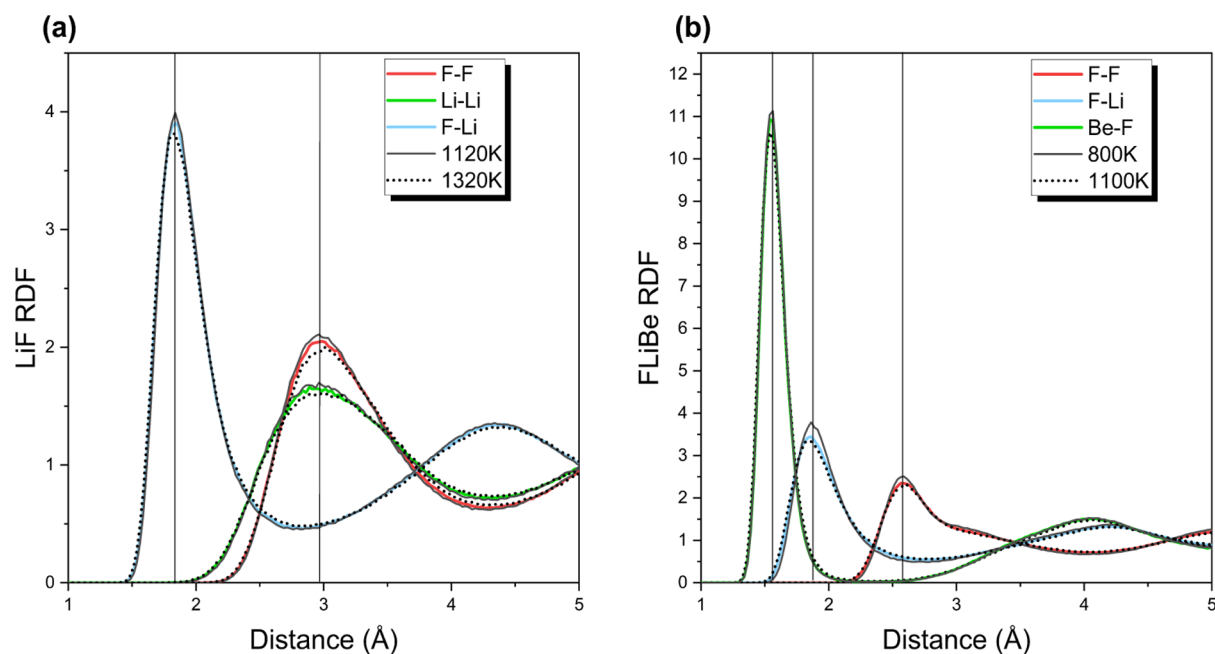 (a)
LiF RDF
4
3
2
1
0
F-F
Li-Li
F-Li
1120K
1320K
1 2 3 4 5
Distance (Å)
(b)
FLiBe RDF
12
11
10
9
8
7
6
5
4
3
2
1
0
F-F
F-Li
Be-F
800K
1100K
1 2 3 4 5
Distance (Å)